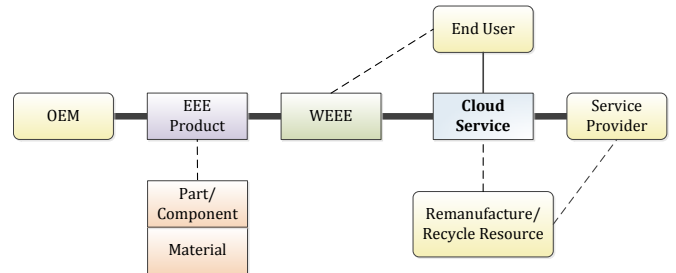 End User
OEM
EEE
Product
WEEE
Cloud
Service
Service
Provider
Part/
Component
Material
Remanufacture/
Recycle Resource